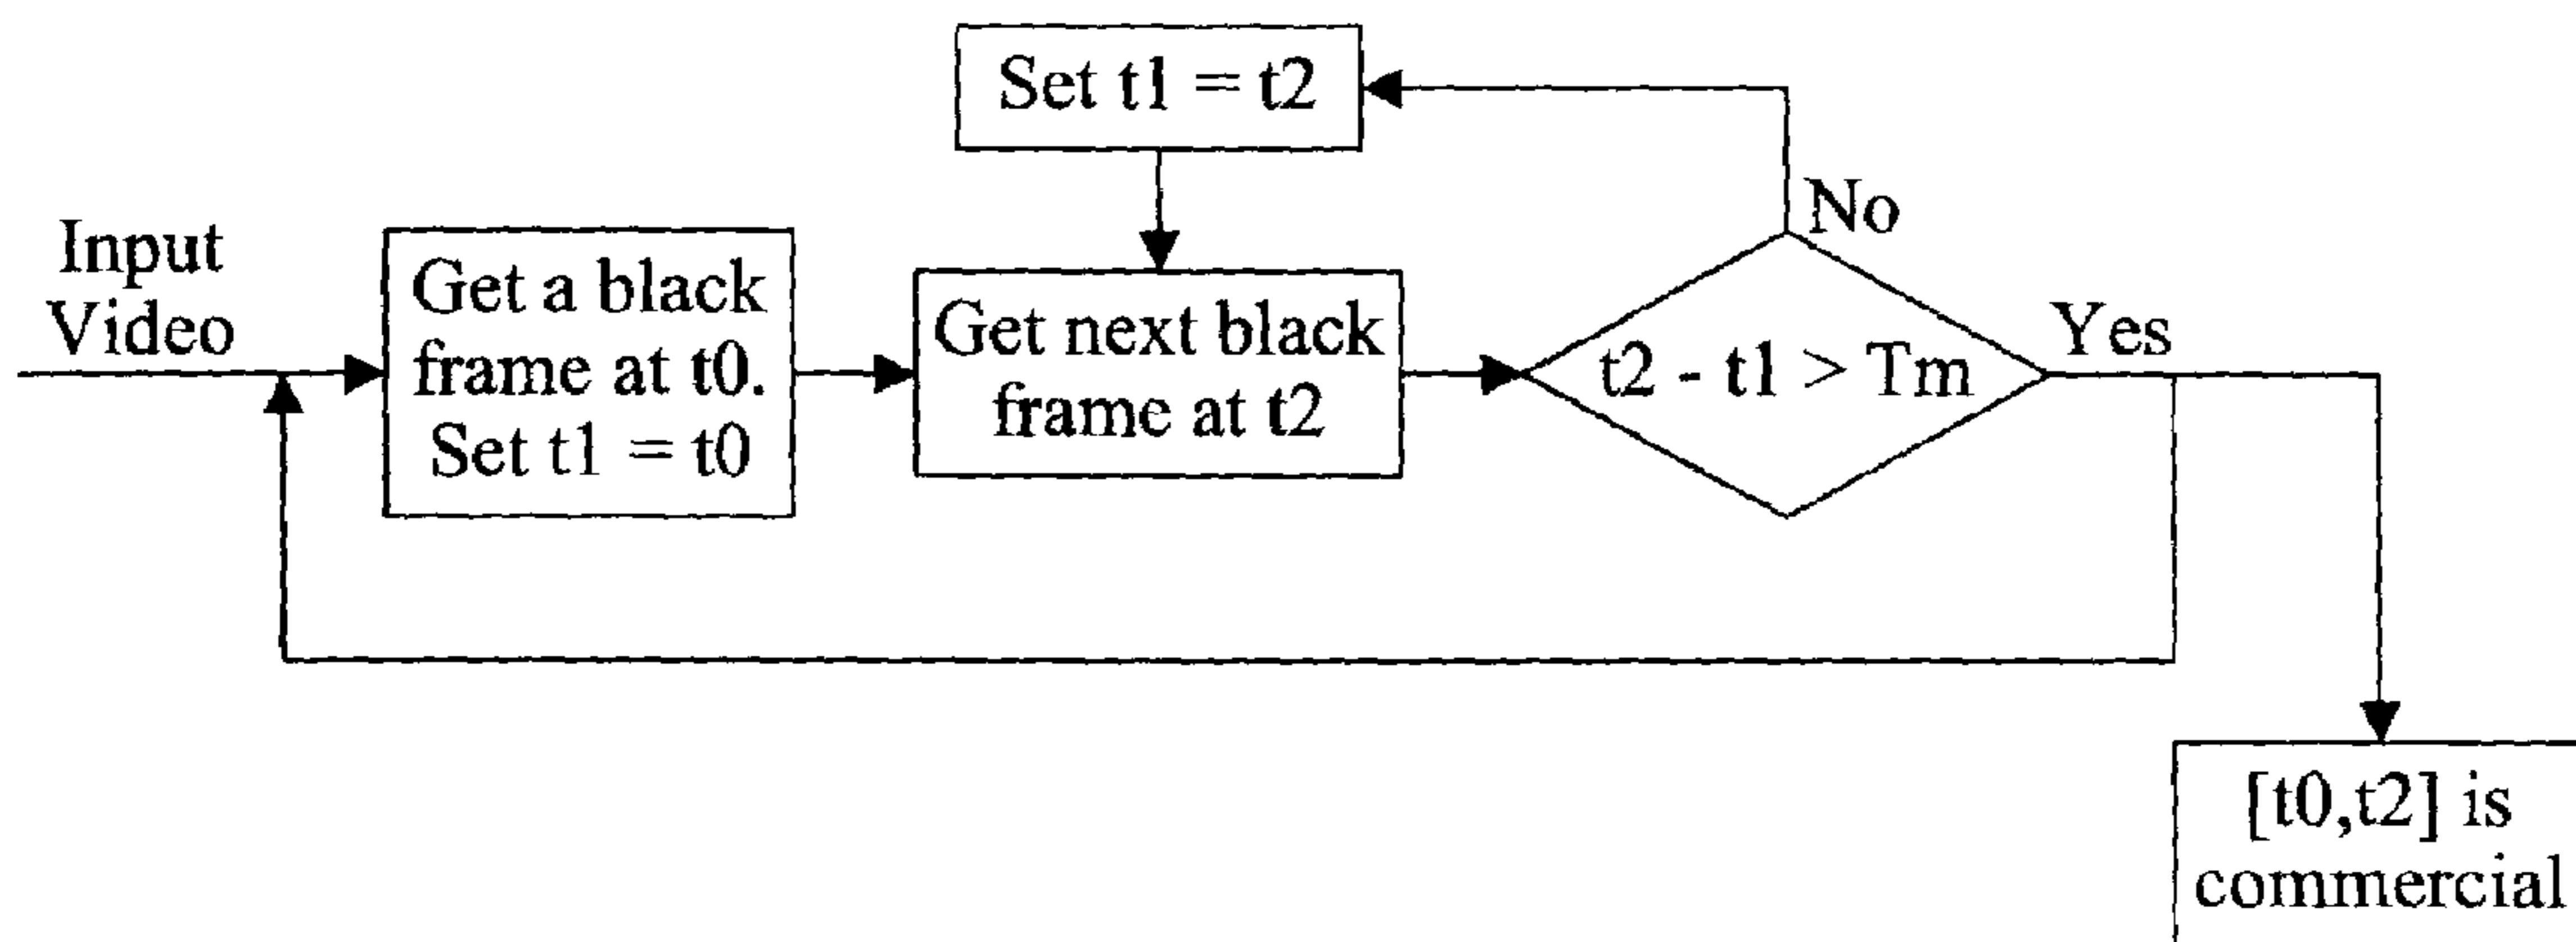 Set t1 = t2
Input
Video
Get a black
frame at t0.
Set t1 = t0
Get next black
frame at t2
t2 - t1 > Tm
No
Yes
[t0,t2] is
commercial